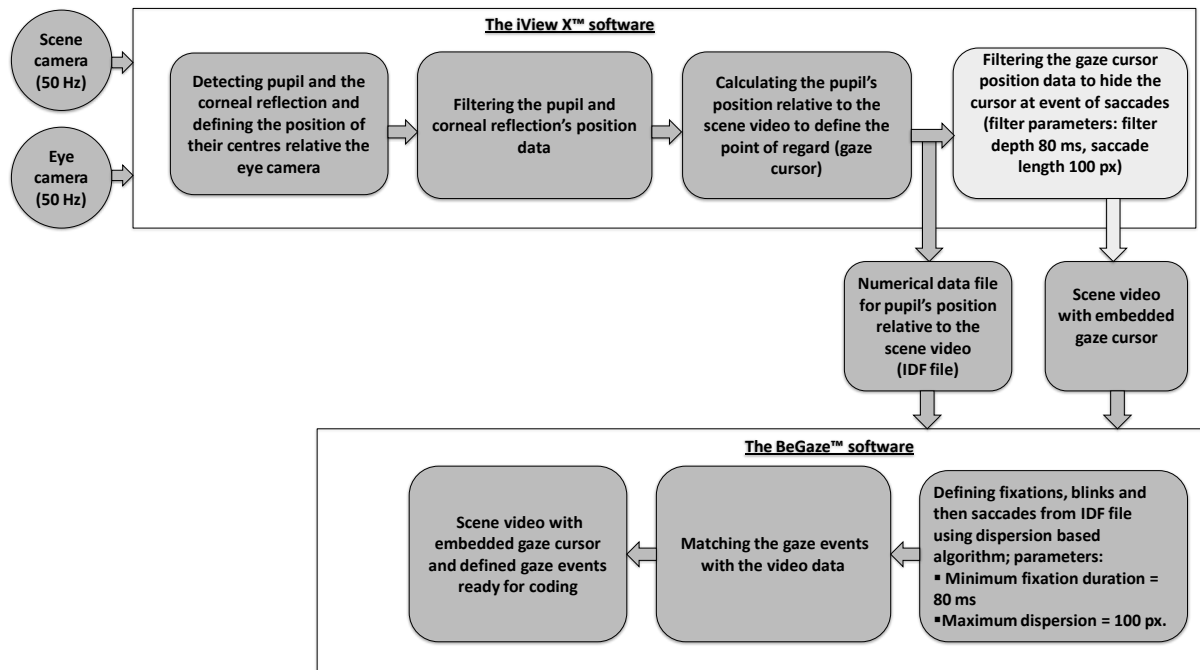 The iView X™ software
Scene
camera
(50 Hz)
Eye
camera
(50 Hz)
Detecting pupil and the
corneal reflection and
defining the position of
their centres relative the
eye camera
Filtering the pupil and
corneal reflection's position
data
Calculating the pupil's
position relative to the
scene video to define the
point of regard (gaze
cursor)
Filtering the gaze cursor
position data to hide the
cursor at event of saccades
(filter parameters: filter
depth 80 ms, saccade
length 100 px)
Numerical data file
for pupil's position
relative to the
scene video
(IDF file)
Scene video
with embedded
gaze cursor
The BeGaze™ software
Defining fixations, blinks and
then saccades from IDF file
using dispersion based
algorithm; parameters:
▪ Minimum fixation duration =
80 ms
▪Maximum dispersion = 100 px.
Matching the gaze events
with the video data
Scene video with
embedded gaze cursor
and defined gaze events
ready for coding